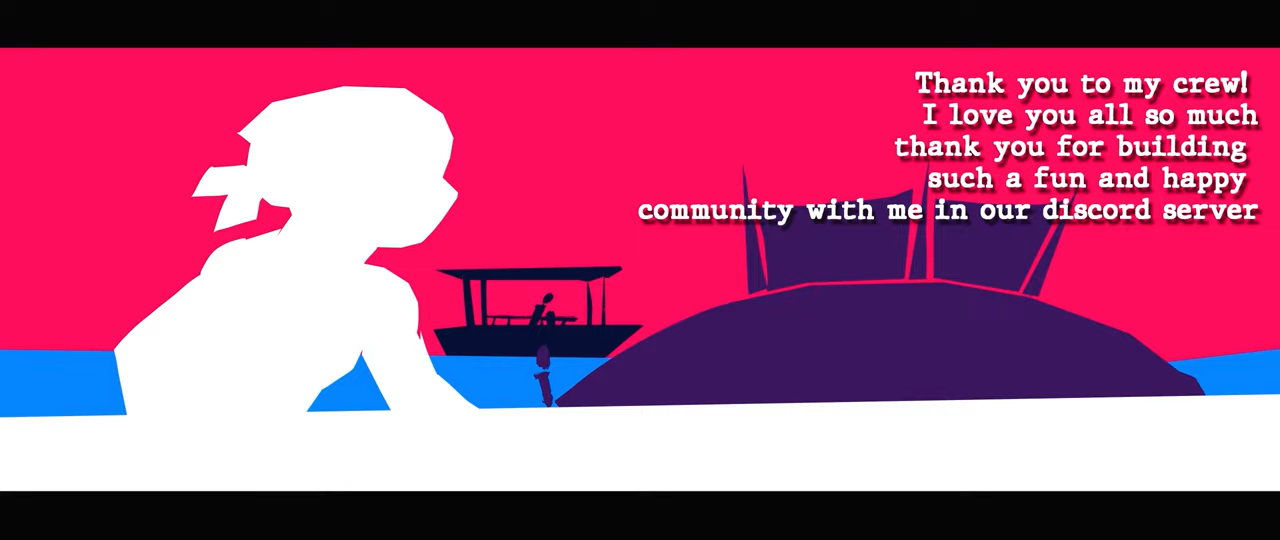 Thank you to my crew!
I love you all so much
thank you for building
such a fun and happy
community with me in our discord server